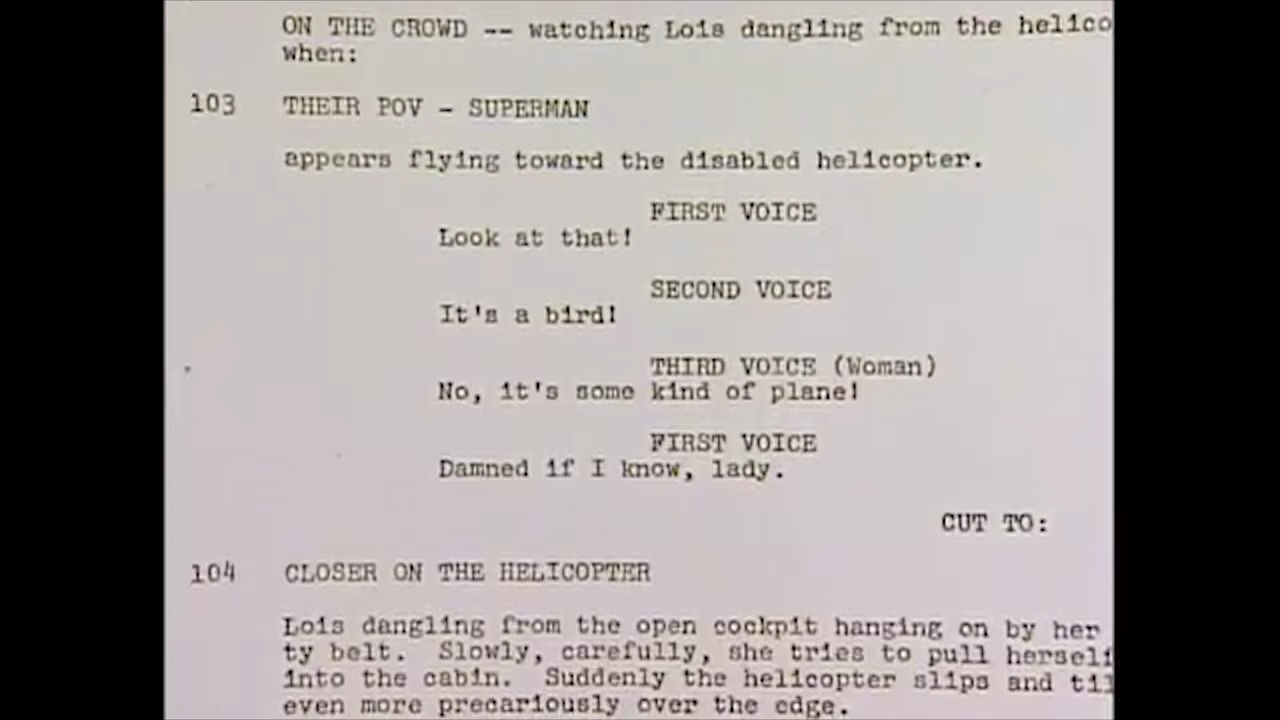 ON THE CROWD -- watching Lois dangling from the helico
when:
103 THEIR POV - SUPERMAN
appears flying toward the disabled helicopter.
FIRST VOICE
Look at that!
SECOND VOICE
It's a bird!
THIRD VOICE (Woman)
No, it's some kind of plane!
FIRST VOICE
Damned if I know, lady.
CUT TO:
104 CLOSER ON THE HELICOPTER
Lois dangling from the open cockpit hanging on by her
ty belt. Slowly, carefully, she tries to pull hersel
into the cabin. Suddenly the helicopter slips and ti
even more precariously over the edge.